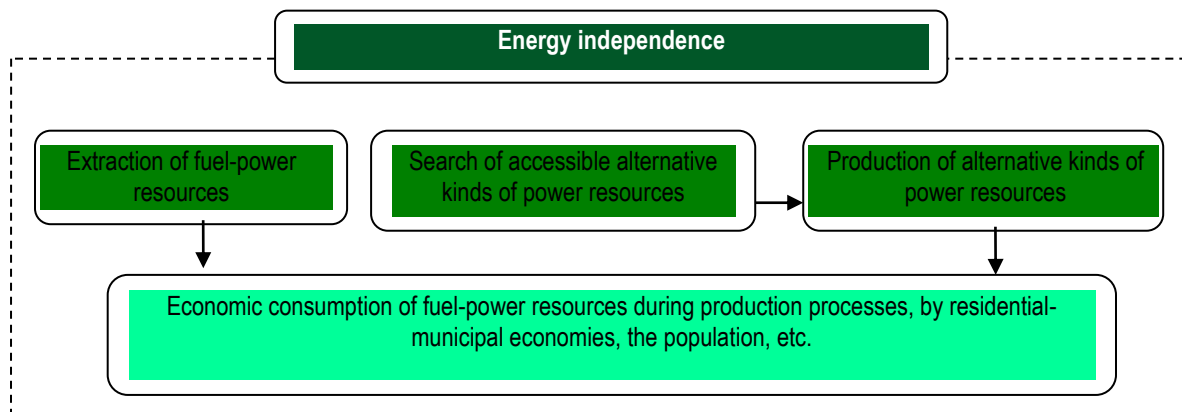 Energy independence
Extraction of fuel-power
resources
Search of accessible alternative
kinds of power resources
Production of alternative kinds of
power resources
Economic consumption of fuel-power resources during production processes, by residential-
municipal economies, the population, etc.